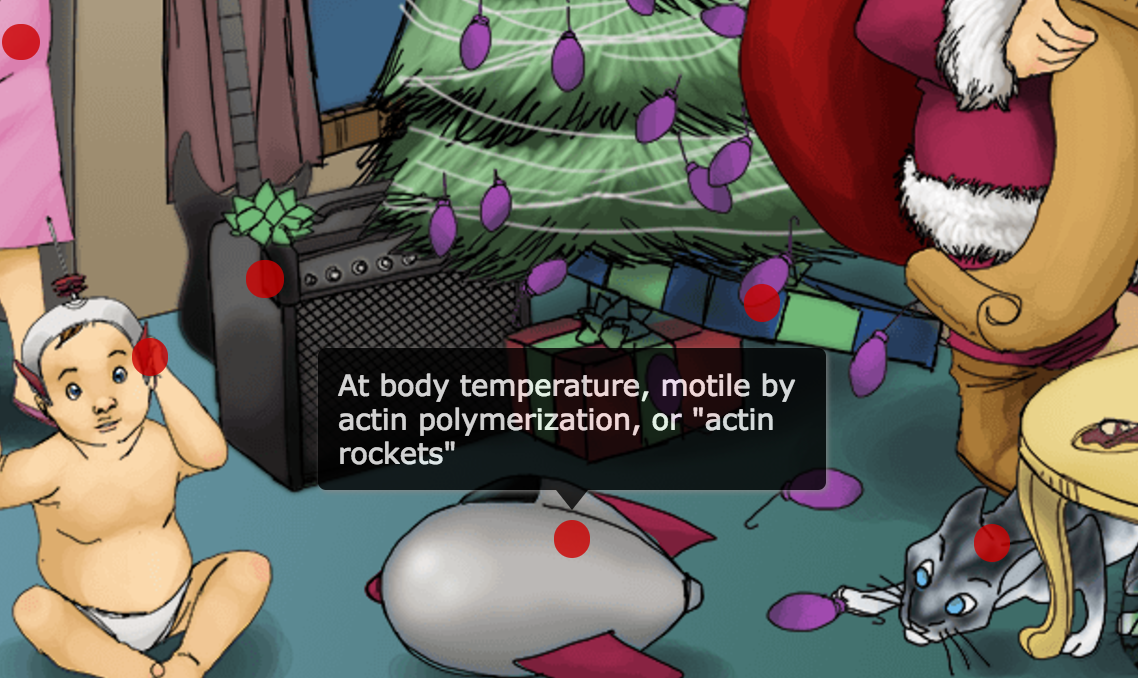 At body temperature, motile by
actin polymerization, or "actin
rockets"